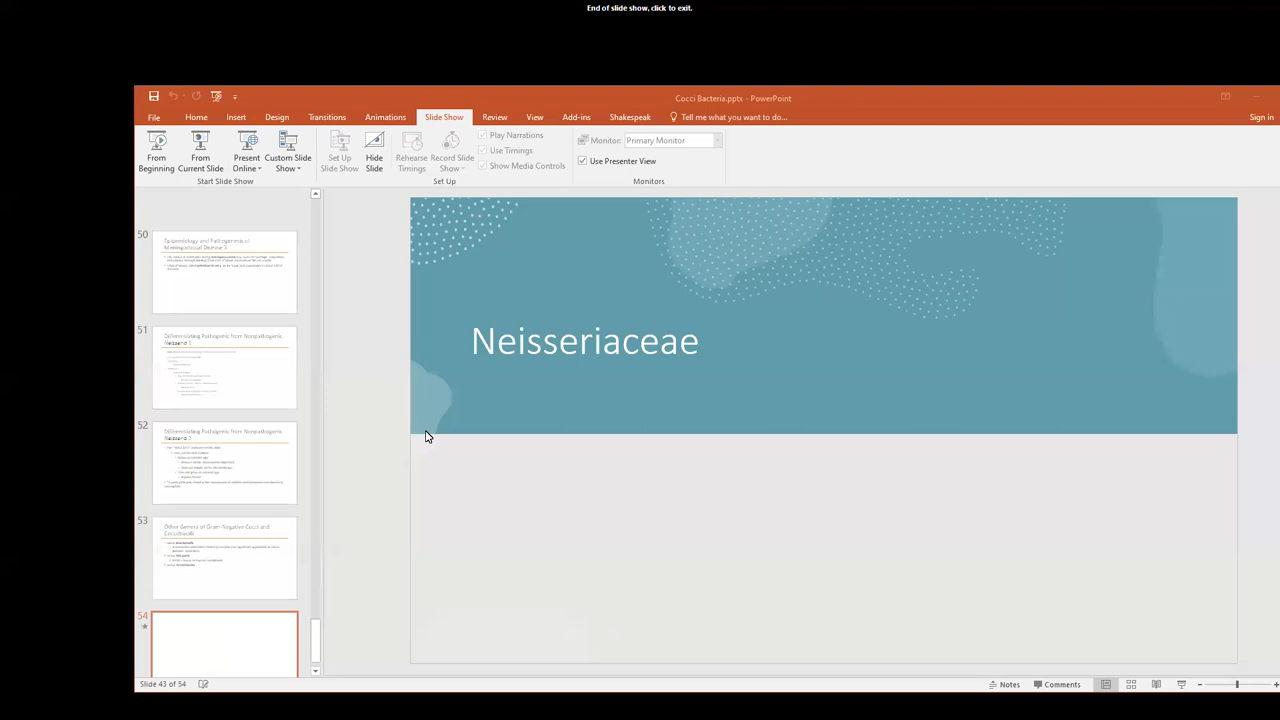 End of slide show, click to exit.
Cocci Bacteria.pptx - PowerPoint
File Home Insert Design Transitions Animations Slide Show Review View Add-ins Shakespeak Tell me what you want to do... Sign in
From Beginning
From Current Slide
Present Online
Custom Slide Show
Set Up Slide Show
Hide Slide
Rehearse Timings
Record Slide Show
Play Narrations
Use Timings
Show Media Controls
Monitor: Primary Monitor
Use Presenter View
Start Slide Show
Set Up
Monitors
50
Epidemiology and Pathogenesis of
Meningococcal Disease 3
51
Differentiating Pathogenic from Nonpathogenic
52
Differentiating Pathogenic from Nonpathogenic
53
Other Genera of Gram-Negative Cocci and
Coccobacilli
54
Neisseriaceae
Slide 43 of 54
Notes
Comments